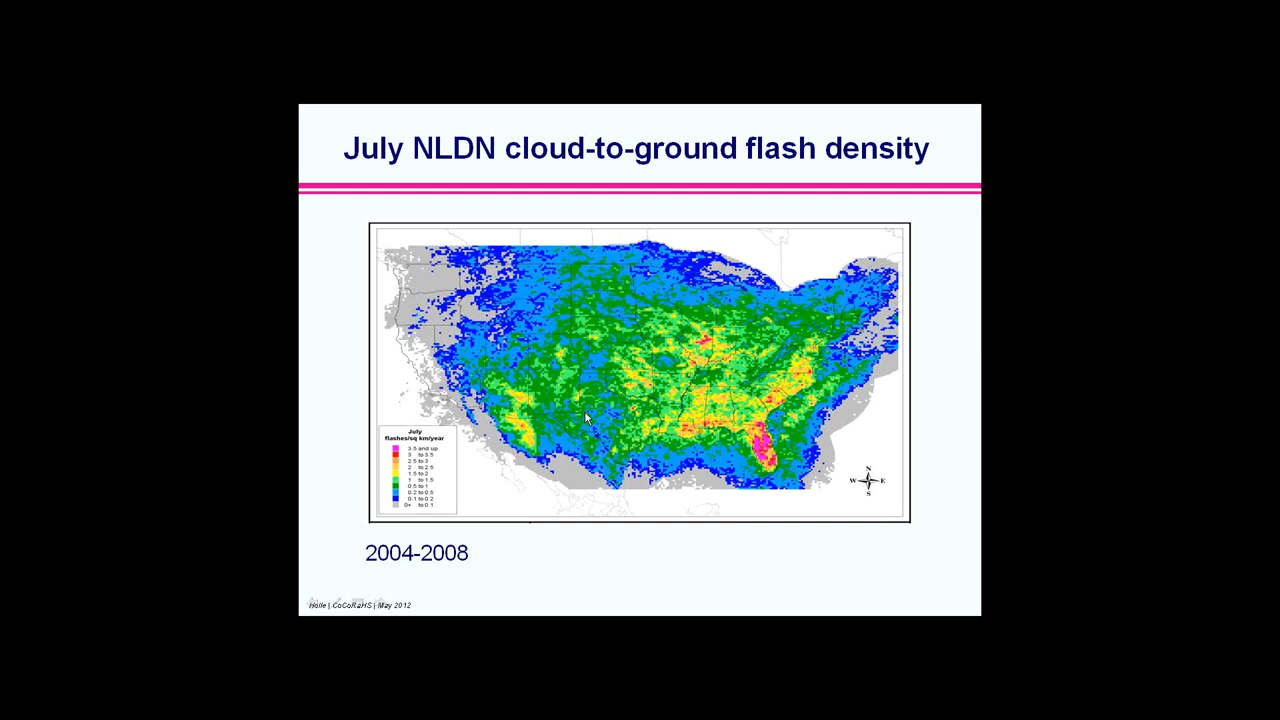 July NLDN cloud-to-ground flash density
July
flashes/sq km/year
3.5 and up
3 to 3.5
2.5 to 3
2 to 2.5
1.5 to 2
1 to 1.5
0.5 to 1
0.2 to 0.5
0.1 to 0.2
0+ to 0.1
N
W E
S
2004-2008
Holle | CoCoRaHS | May 2012